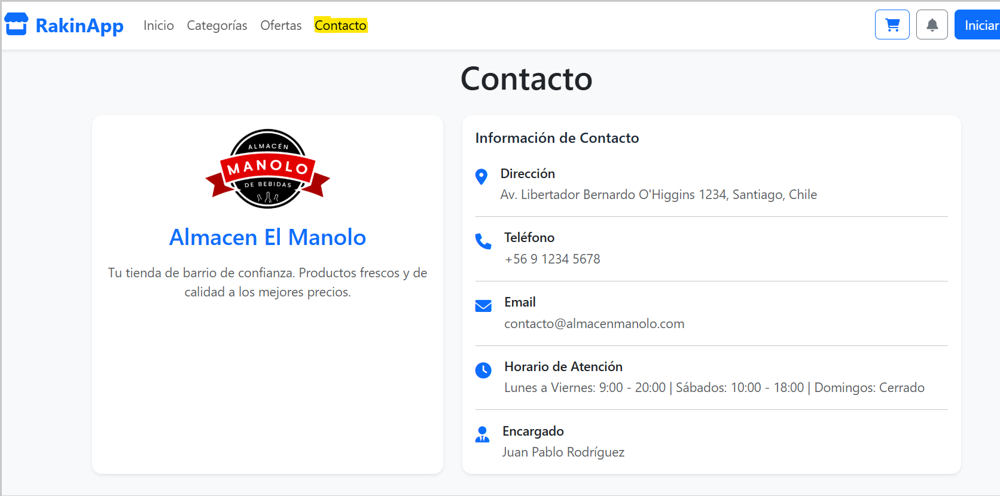 RakinApp Inicio Categorías Ofertas Contacto Iniciar
Contacto
ALMACÉN
MANOLO
DE BEBIDAS
Almacen El Manolo
Tu tienda de barrio de confianza. Productos frescos y de
calidad a los mejores precios.
Información de Contacto
Dirección
Av. Libertador Bernardo O'Higgins 1234, Santiago, Chile
Teléfono
+56 9 1234 5678
Email
contacto@almacenmanolo.com
Horario de Atención
Lunes a Viernes: 9:00 - 20:00 | Sábados: 10:00 - 18:00 | Domingos: Cerrado
Encargado
Juan Pablo Rodríguez